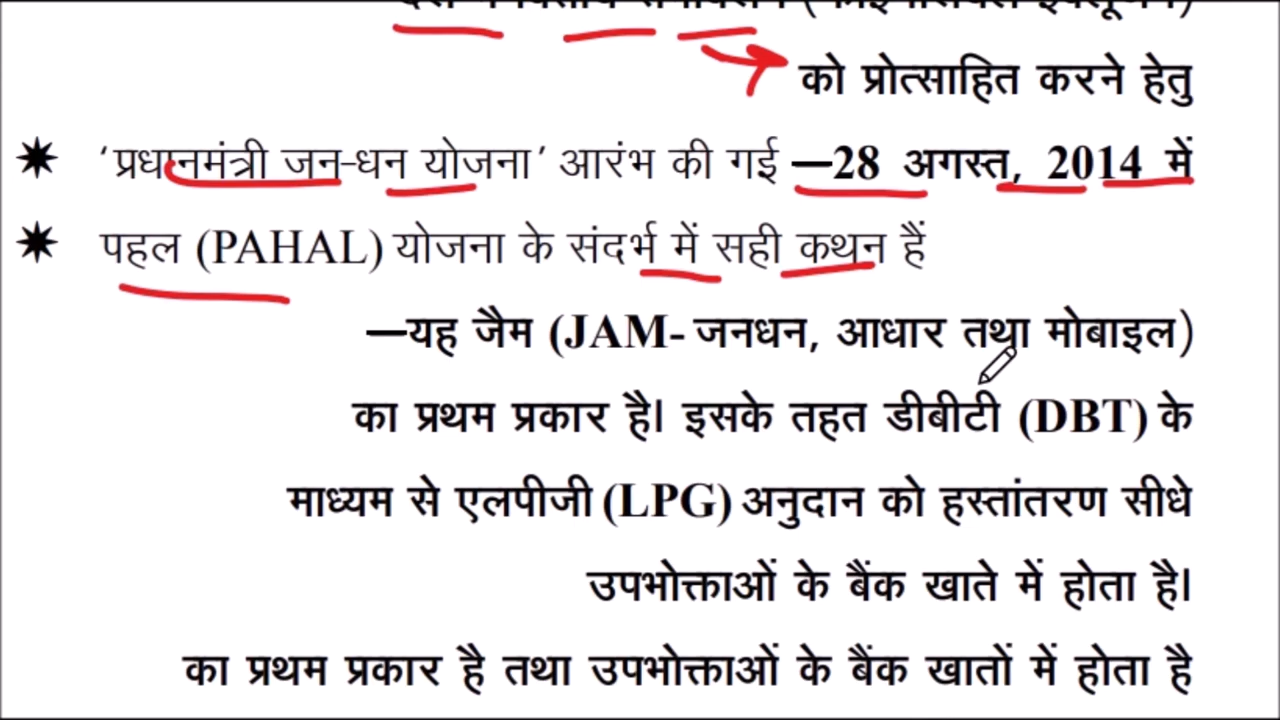 को प्रोत्साहित करने हेतु
✷ ‘प्रधानमंत्री जन-धन योजना’ आरंभ की गई —28 अगस्त, 2014 में
✷ पहल (PAHAL) योजना के संदर्भ में सही कथन हैं
—यह जैम (JAM- जनधन, आधार तथा मोबाइल)
का प्रथम प्रकार है। इसके तहत डीबीटी (DBT) के
माध्यम से एलपीजी (LPG) अनुदान को हस्तांतरण सीधे
उपभोक्ताओं के बैंक खाते में होता है।
का प्रथम प्रकार है तथा उपभोक्ताओं के बैंक खातों में होता है